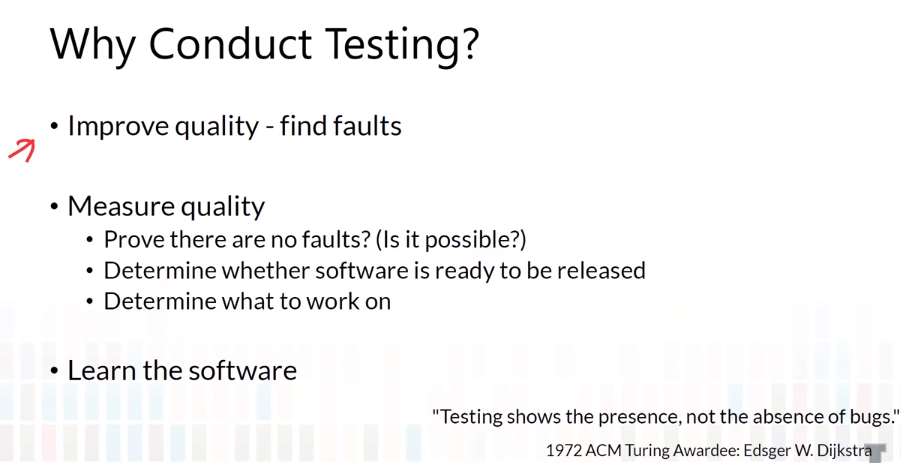 Why Conduct Testing?
• Improve quality - find faults
• Measure quality
• Prove there are no faults? (Is it possible?)
• Determine whether software is ready to be released
• Determine what to work on
• Learn the software
"Testing shows the presence, not the absence of bugs."
1972 ACM Turing Awardee: Edsger W. Dijkstra